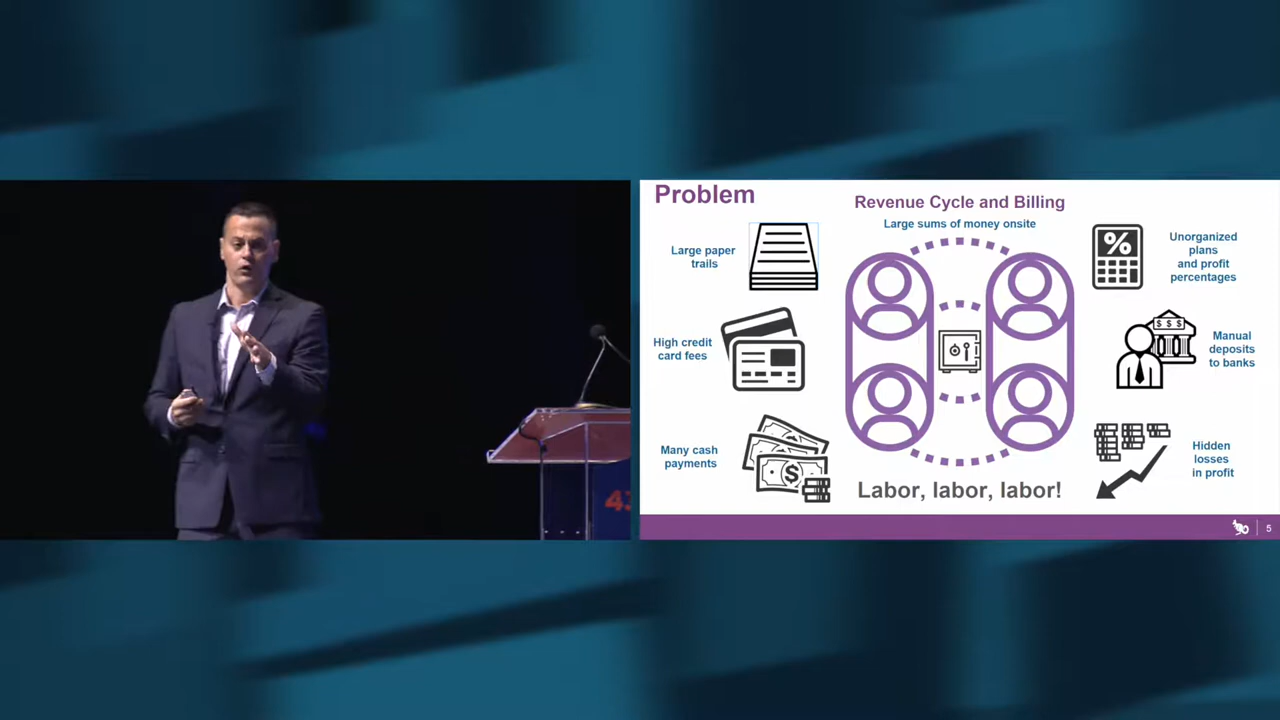 Problem
Revenue Cycle and Billing
Large sums of money onsite
Large paper
trails
High credit
card fees
Many cash
payments
%
$ $ $
$
Unorganized
plans
and profit
percentages
Manual
deposits
to banks
Hidden
losses
in profit
Labor, labor, labor!
5